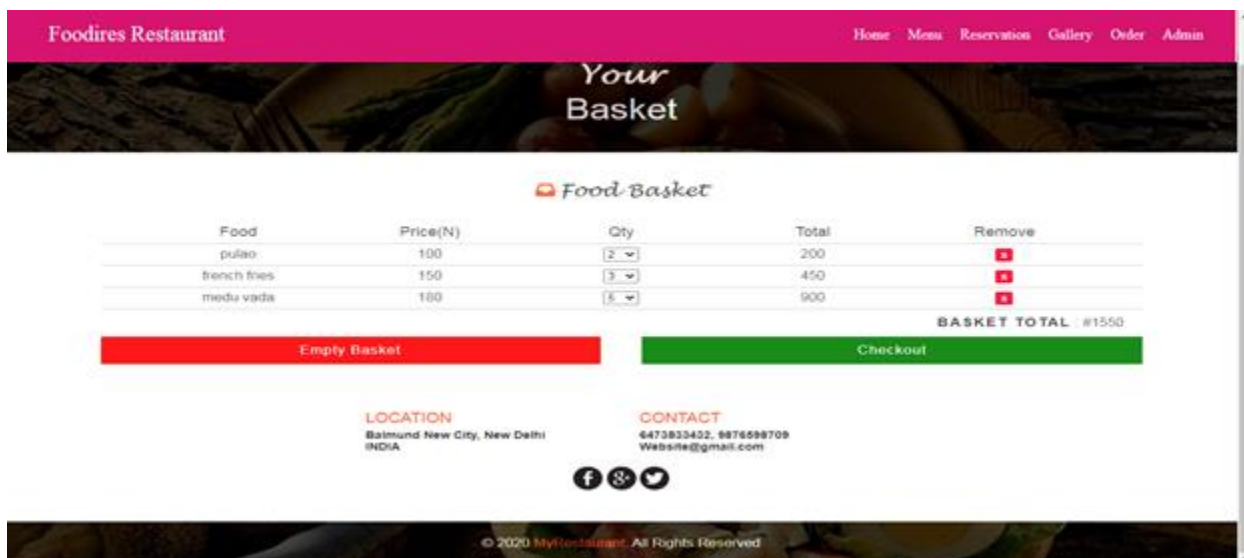 Foodires Restaurant Home Menu Reservation Gallery Order Admin
Your
Basket
Food Basket
Food Price(N) Qty Total Remove
pulao 100 2 200 x
french fries 150 3 450 x
medu vada 180 5 900 x
BASKET TOTAL : #1550
Empty Basket Checkout
LOCATION CONTACT
Balmund New City, New Delhi 6473833432, 9876598709
INDIA Website@gmail.com
© 2020 MyRestaurant. All Rights Reserved